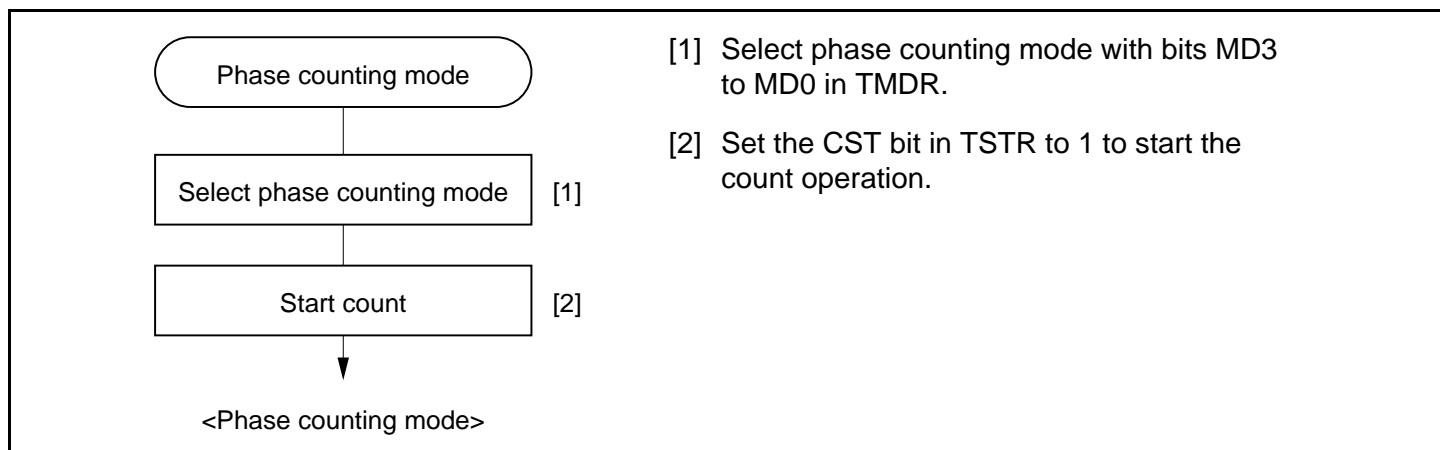 Phase counting mode
Select phase counting mode [1]
Start count [2]
<Phase counting mode>
[1] Select phase counting mode with bits MD3
to MD0 in TMDR.
[2] Set the CST bit in TSTR to 1 to start the
count operation.